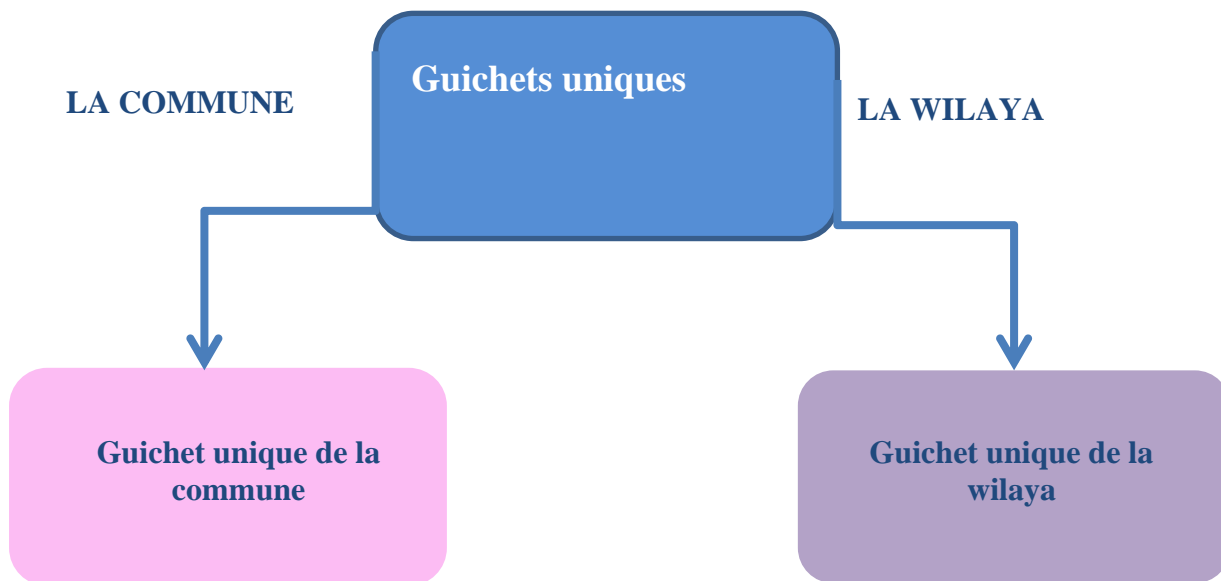 Guichets uniques
LA COMMUNE
LA WILAYA
Guichet unique de la
commune
Guichet unique de la
wilaya